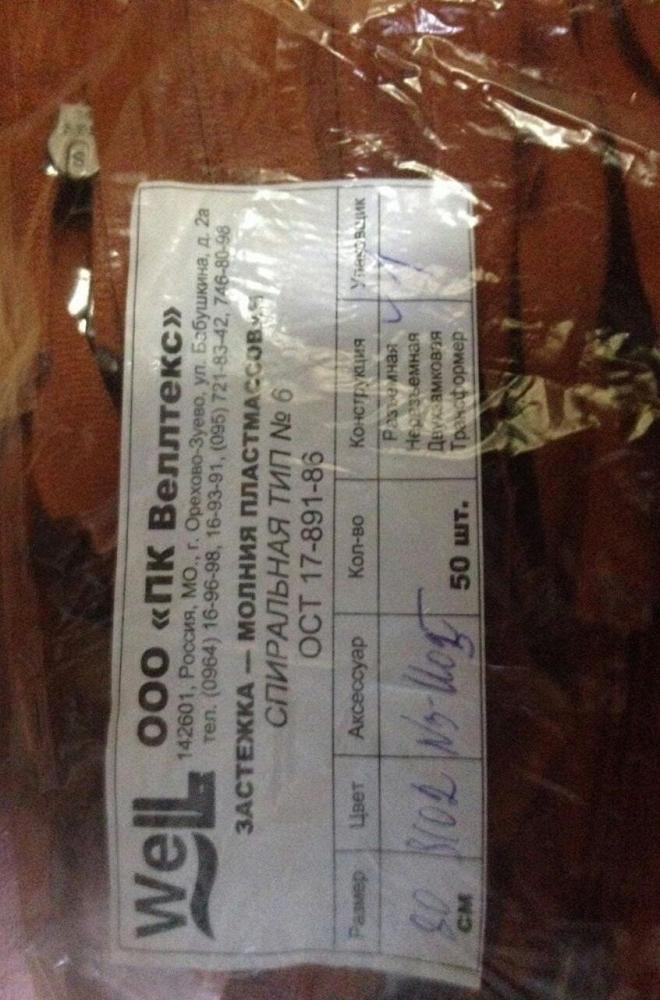 WeLL
ООО «ПК Веллтекс»
142601, Россия, МО., г. Орехово-Зуево, ул. Бабушкина, д. 2а
тел. (0964) 16-96-98, 16-93-91, (095) 721-83-42, 746-80-98
ЗАСТЕЖКА — МОЛНИЯ ПЛАСТМАССОВАЯ
СПИРАЛЬНАЯ ТИП № 6
ОСТ 17-891-86
Размер Цвет Аксессуар Кол-во Конструкция Упаковщик
см
50 шт.
Разъемная
Неразъемная
Двухзамковая
Трансформер